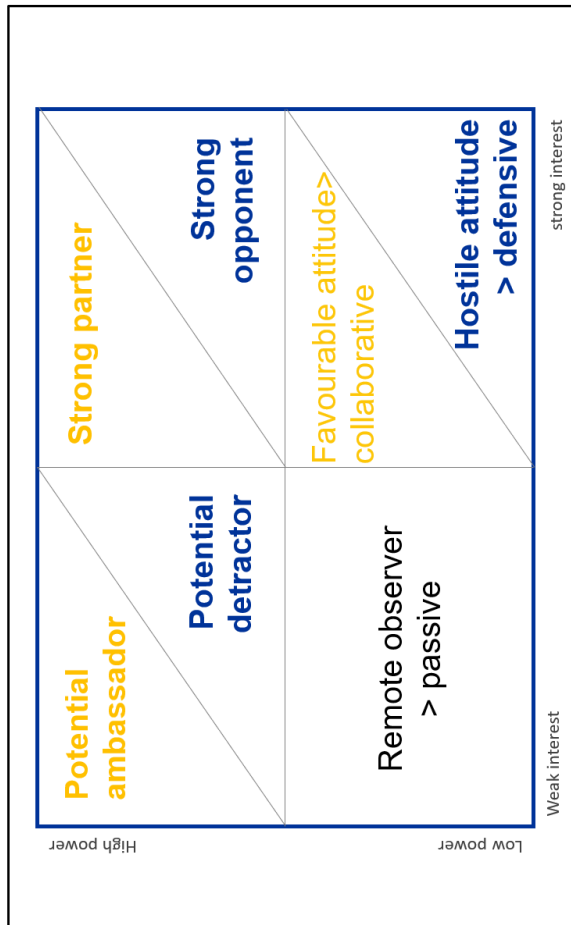 High power
Potential
ambassador
Strong partner
Potential
detractor
Strong
opponent
Remote observer
> passive
Favourable attitude>
collaborative
Hostile attitude
> defensive
Low power
Weak interest
strong interest